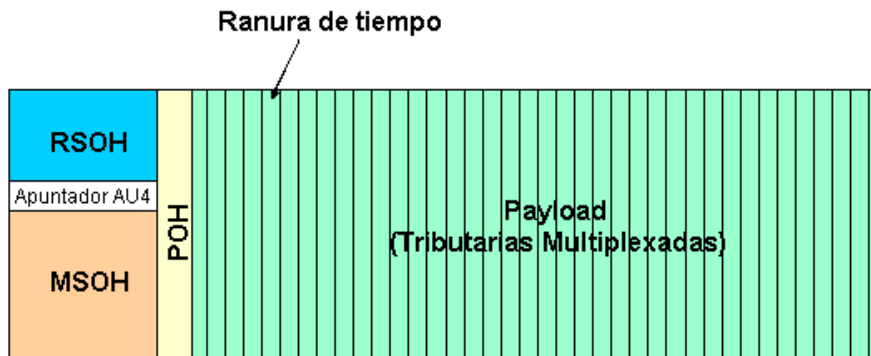 Ranura de tiempo
RSOH
Apuntador AU4
MSOH
POH
Payload
(Tributarias Multiplexadas)